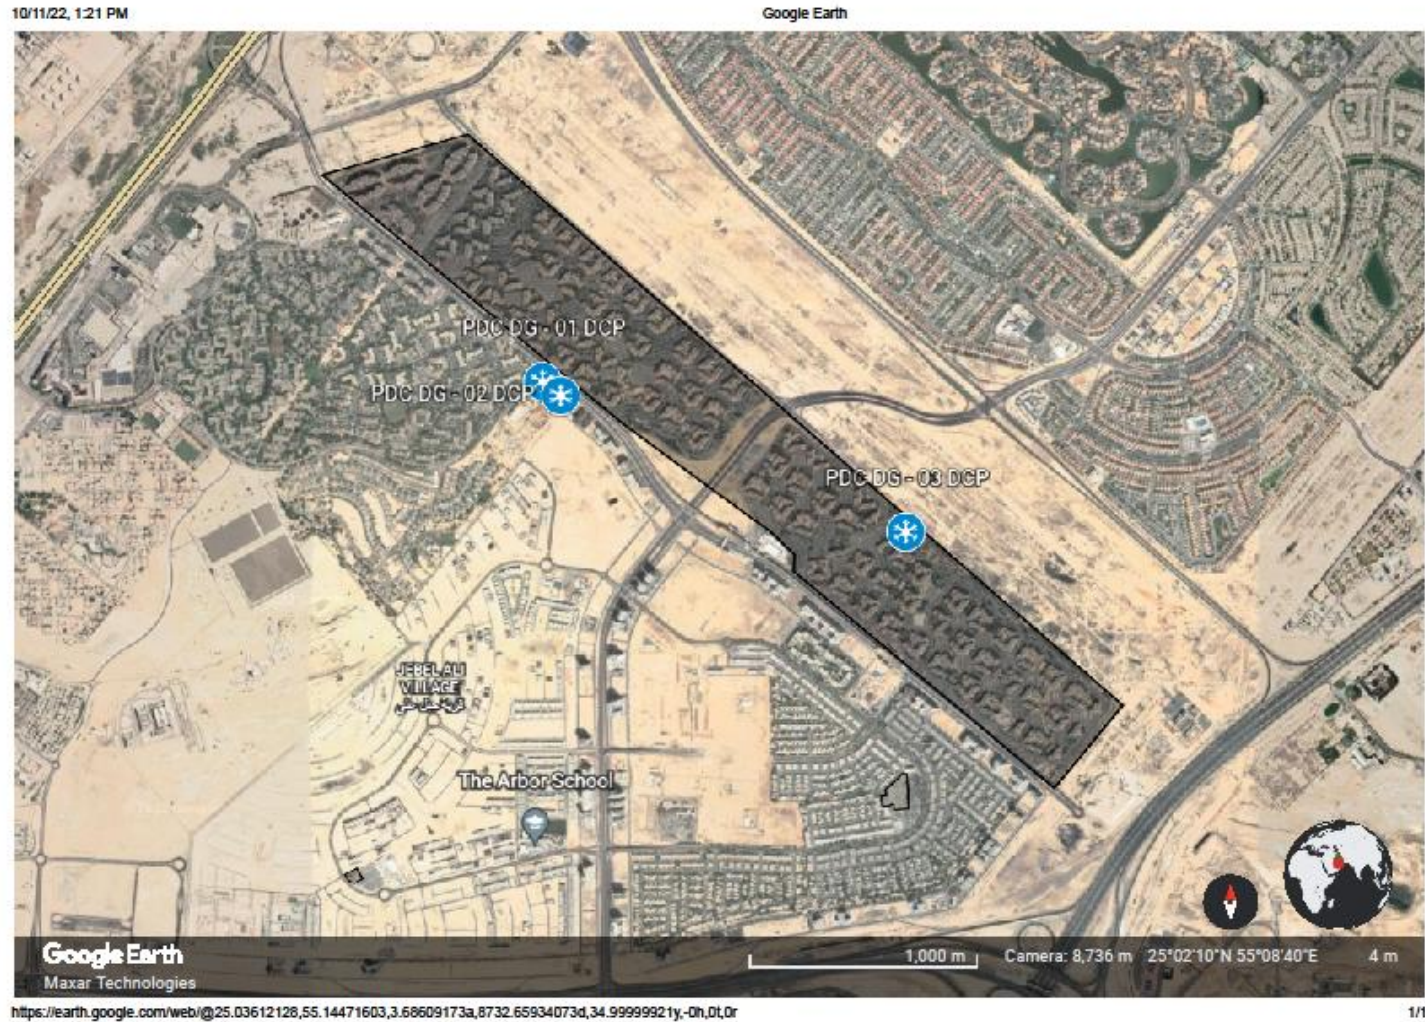 10/11/22, 1:21 PM
Google Earth
PDC DG - 01 DCP
PDC DG - 02 DCP
PDC DG - 03 DCP
JEBEL ALI
VILLAGE
قرية جبل علي
The Arbor School
Google Earth
Maxar Technologies
1,000 m
Camera: 8,736 m 25°02'10"N 55°08'40"E 4 m
https://earth.google.com/web/@25.03612128,55.14471603,3.68609173a,8732.65934073d,34.99999921y,-0h,0t,0r
1/1